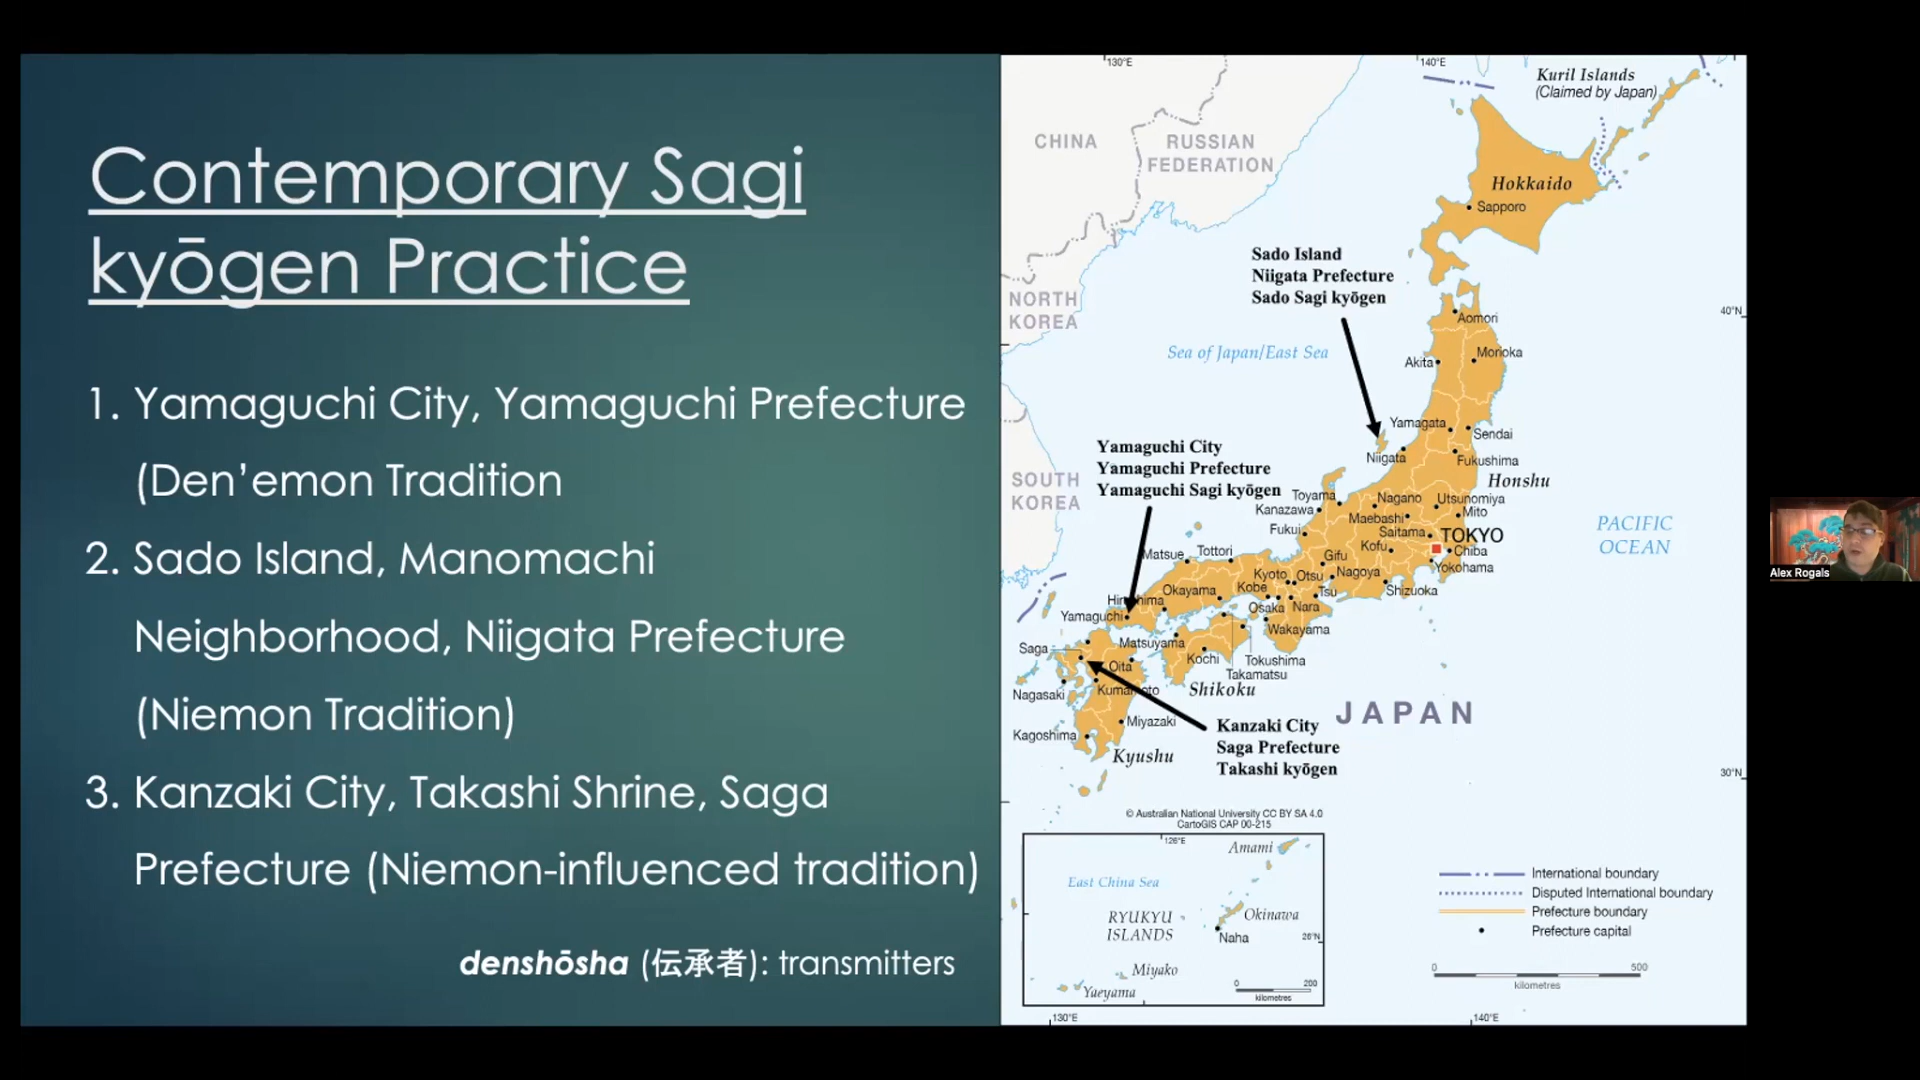 Contemporary Sagi
kyōgen Practice
1. Yamaguchi City, Yamaguchi Prefecture
(Den’emon Tradition
2. Sado Island, Manomachi
Neighborhood, Niigata Prefecture
(Niemon Tradition)
3. Kanzaki City, Takashi Shrine, Saga
Prefecture (Niemon-influenced tradition)
denshōsha (伝承者): transmitters
130°E
140°E
Kuril Islands
(Claimed by Japan)
CHINA
RUSSIAN
FEDERATION
Hokkaido
Sapporo
Sado Island
Niigata Prefecture
Sado Sagi kyōgen
NORTH
KOREA
40°N
Aomori
Sea of Japan/East Sea
Morioka
Akita
Yamagata
Sendai
Niigata
Fukushima
Yamaguchi City
Yamaguchi Prefecture
Yamaguchi Sagi kyōgen
SOUTH
KOREA
Honshu
Toyama
Nagano
Utsunomiya
Kanazawa
Maebashi
Mito
Fukui
Saitama
TOKYO
PACIFIC
OCEAN
Matsue
Tottori
Gifu
Kofu
Chiba
Yokohama
Kyoto
Otsu
Nagoya
Okayama
Kobe
Tsu
Shizuoka
Hiroshima
Osaka
Nara
Yamaguchi
Wakayama
Saga
Matsuyama
Oita
Kochi
Tokushima
Takamatsu
Nagasaki
Kumamoto
Shikoku
Miyazaki
Kagoshima
Kyushu
JAPAN
Kanzaki City
Saga Prefecture
Takashi kyōgen
30°N
© Australian National University CC BY SA 4.0
CartoGIS CAP 00-215
126°E
Amami
East China Sea
RYUKYU
ISLANDS
Okinawa
Naha
26°N
Miyako
Yaeyama
0 200
kilometres
International boundary
Disputed International boundary
Prefecture boundary
Prefecture capital
0 500
kilometres
130°E
140°E
Alex Rogals